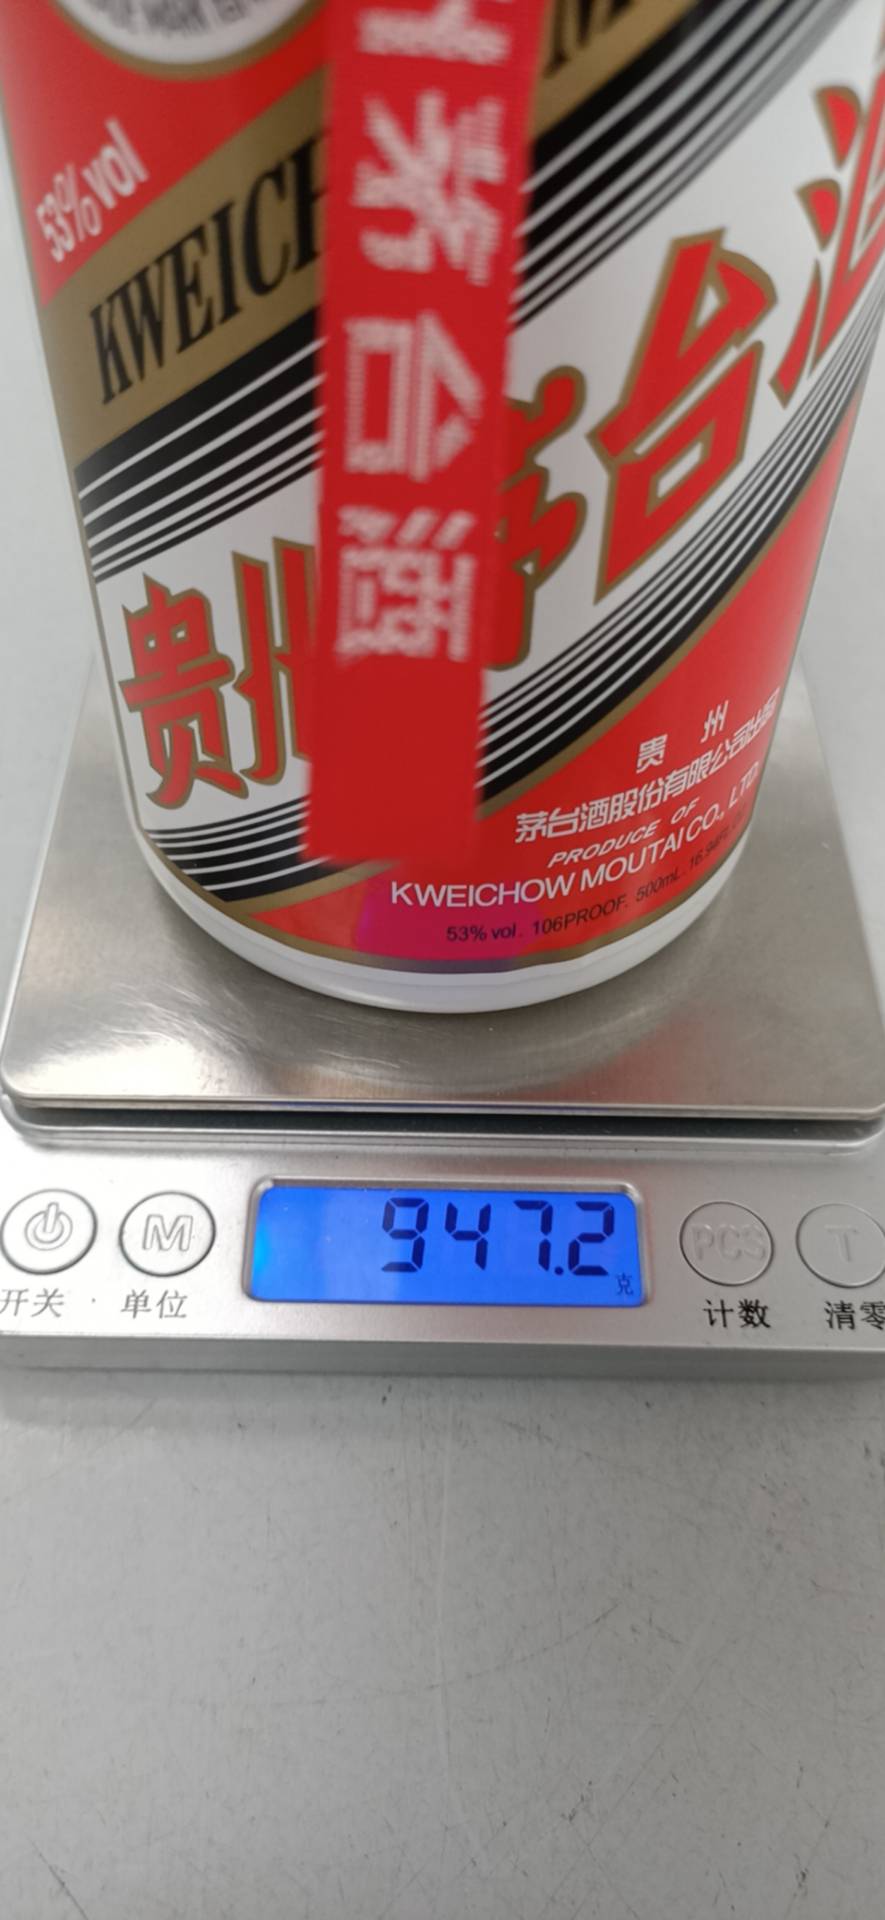 53%vol
KWEICH
茅台酒
贵州茅台酒
贵 州
茅台酒股份有限公司出品
PRODUCE OF
KWEICHOW MOUTAI CO., LTD.
53% vol. 106PROOF. 500mL. 16.94FL.O
947.2
克
M
PCS
T
开关
单位
计数
清零